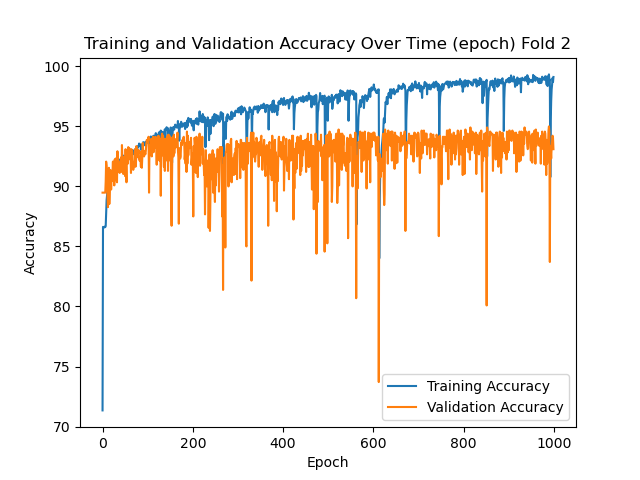 Training and Validation Accuracy Over Time (epoch) Fold 2
100
95
90
85
80
75
70
Accuracy
0 200 400 600 800 1000
Epoch
Training Accuracy
Validation Accuracy